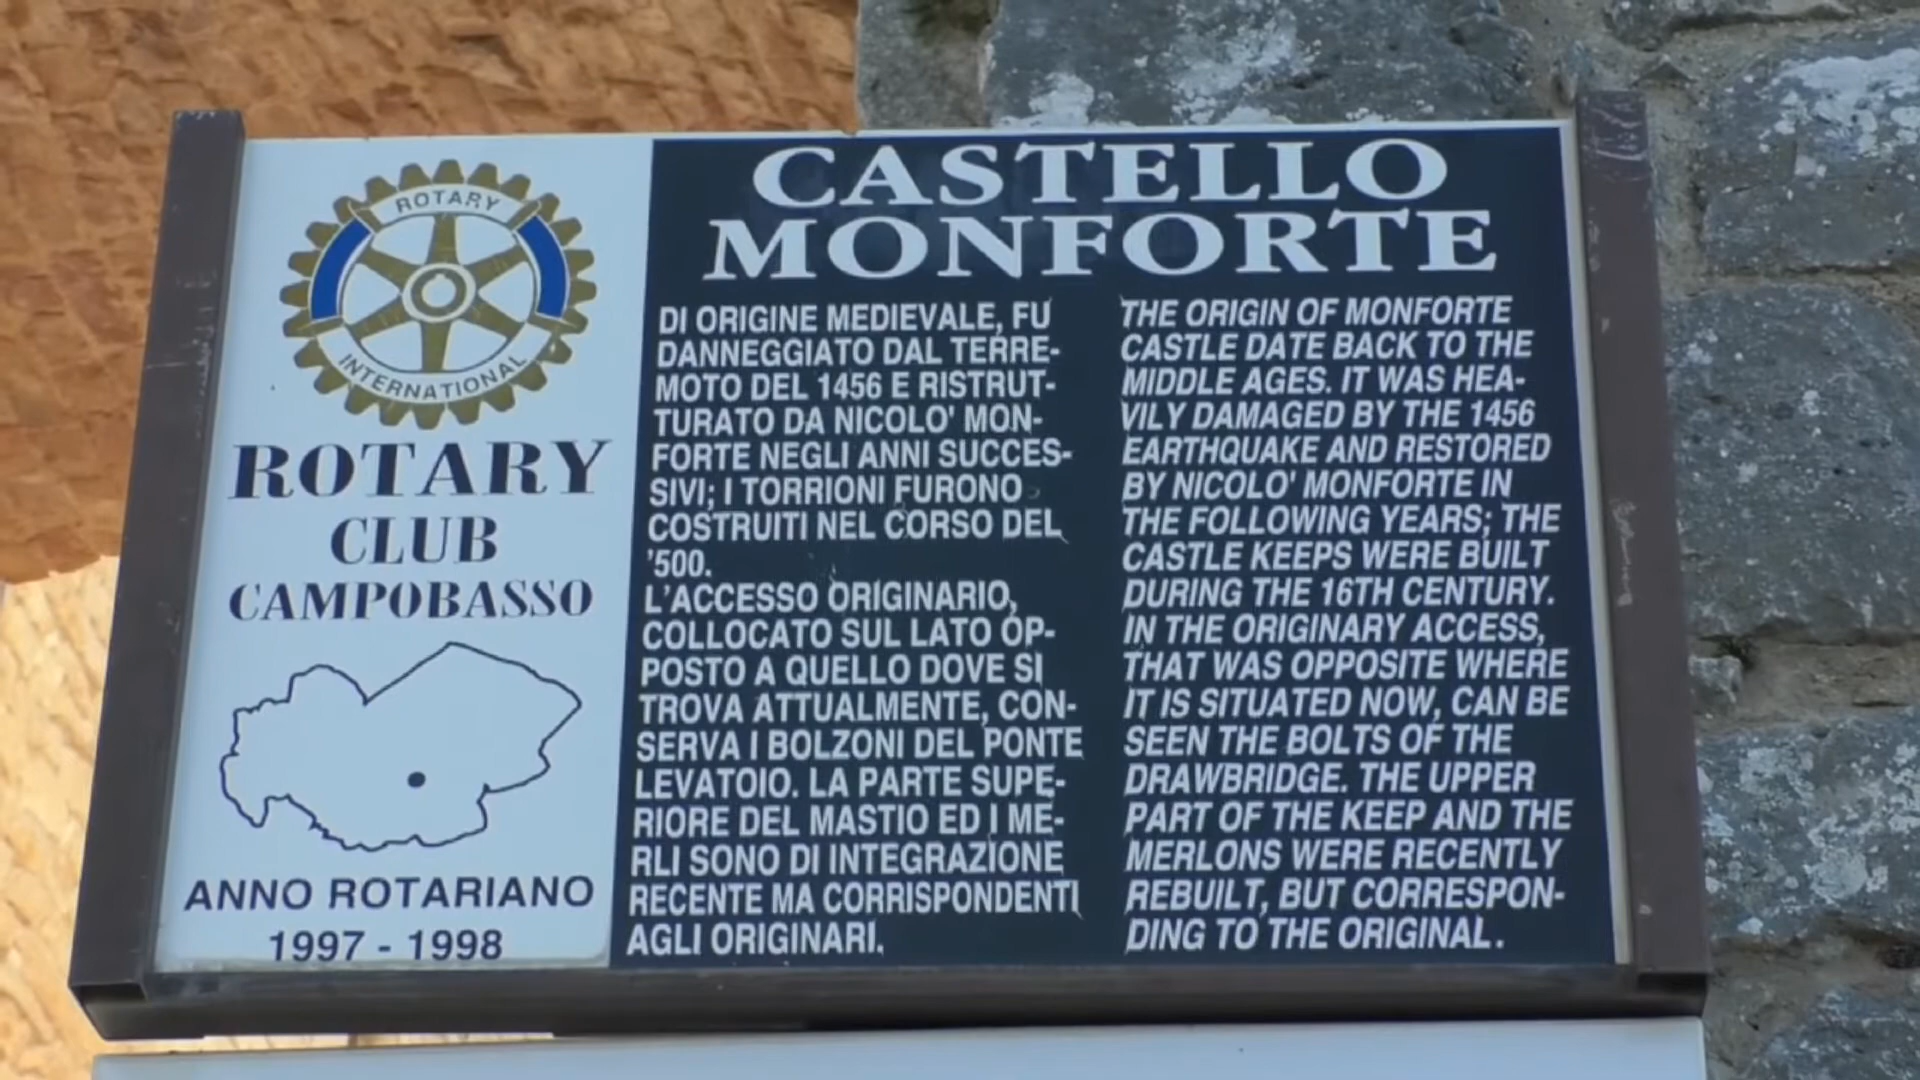 ROTARY
INTERNATIONAL
ROTARY
CLUB
CAMPOBASSO
ANNO ROTARIANO
1997 - 1998
CASTELLO
MONFORTE
DI ORIGINE MEDIEVALE, FU
DANNEGGIATO DAL TERRE-
MOTO DEL 1456 E RISTRUT-
TURATO DA NICOLO' MON-
FORTE NEGLI ANNI SUCCES-
SIVI; I TORRIONI FURONO
COSTRUITI NEL CORSO DEL
'500.
L'ACCESSO ORIGINARIO,
COLLOCATO SUL LATO OP-
POSTO A QUELLO DOVE SI
TROVA ATTUALMENTE, CON-
SERVA I BOLZONI DEL PONTE
LEVATOIO. LA PARTE SUPE-
RIORE DEL MASTIO ED I ME-
RLI SONO DI INTEGRAZIONE
RECENTE MA CORRISPONDENTI
AGLI ORIGINARI.
THE ORIGIN OF MONFORTE
CASTLE DATE BACK TO THE
MIDDLE AGES. IT WAS HEA-
VILY DAMAGED BY THE 1456
EARTHQUAKE AND RESTORED
BY NICOLO' MONFORTE IN
THE FOLLOWING YEARS; THE
CASTLE KEEPS WERE BUILT
DURING THE 16TH CENTURY.
IN THE ORIGINARY ACCESS,
THAT WAS OPPOSITE WHERE
IT IS SITUATED NOW, CAN BE
SEEN THE BOLTS OF THE
DRAWBRIDGE. THE UPPER
PART OF THE KEEP AND THE
MERLONS WERE RECENTLY
REBUILT, BUT CORRESPON-
DING TO THE ORIGINAL.